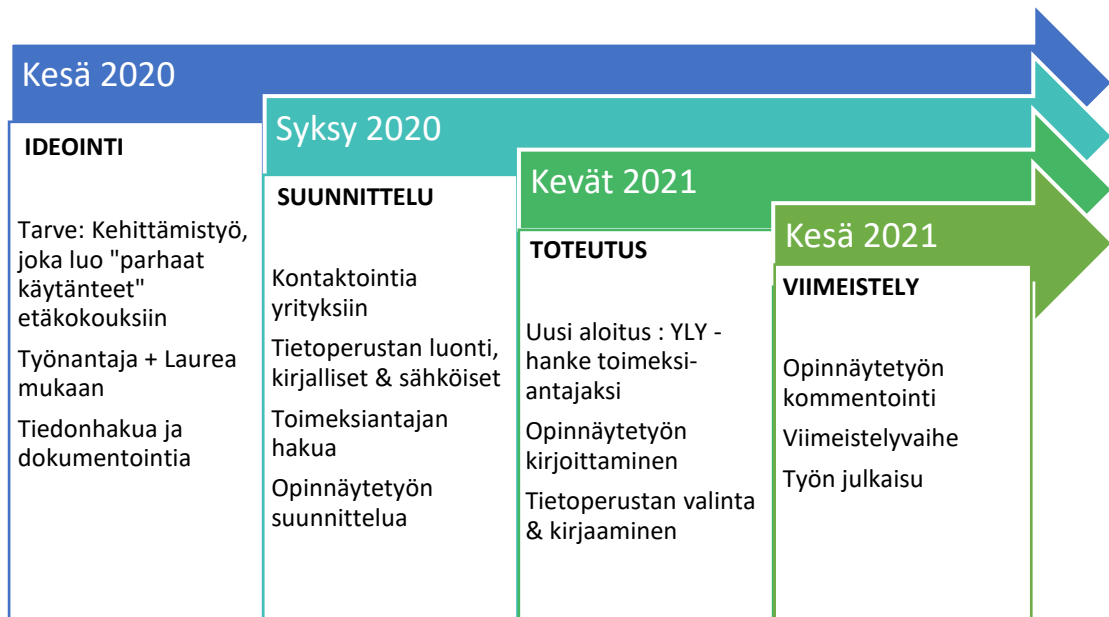 Kesä 2020
IDEOINTI
Tarve: Kehittämistyö,
joka luo "parhaat
käytänteet"
etäkokouksiin
Työnantaja + Laurea
mukaan
Tiedonhakua ja
dokumentointia
Syksy 2020
SUUNNITTELU
Kontaktointia
yrityksiin
Tietoperustan luonti,
kirjalliset & sähköiset
Toimeksiantajan
hakua
Opinnäytetyön
suunnittelua
Kevät 2021
TOTEUTUS
Uusi aloitus : YLY -
hanke toimeksi-
antajaksi
Opinnäytetyön
kirjoittaminen
Tietoperustan valinta
& kirjaaminen
Kesä 2021
VIIMEISTELY
Opinnäytetyön
kommentointi
Viimeistelyvaihe
Työn julkaisu